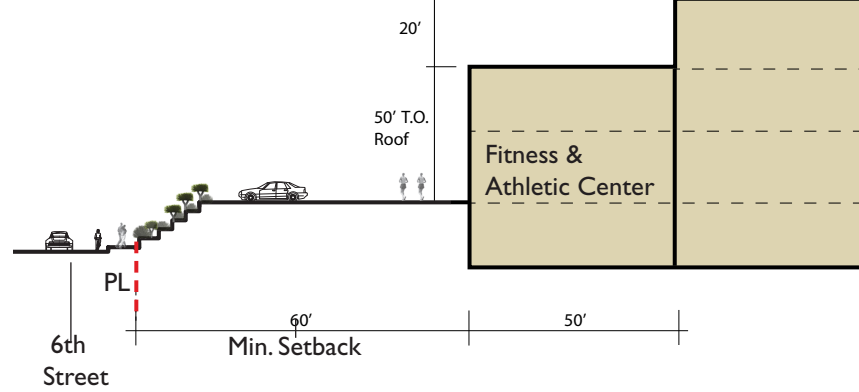 20’
50’ T.O.
Roof
Fitness &
Athletic Center
PL
60’
50’
6th
Street
Min. Setback